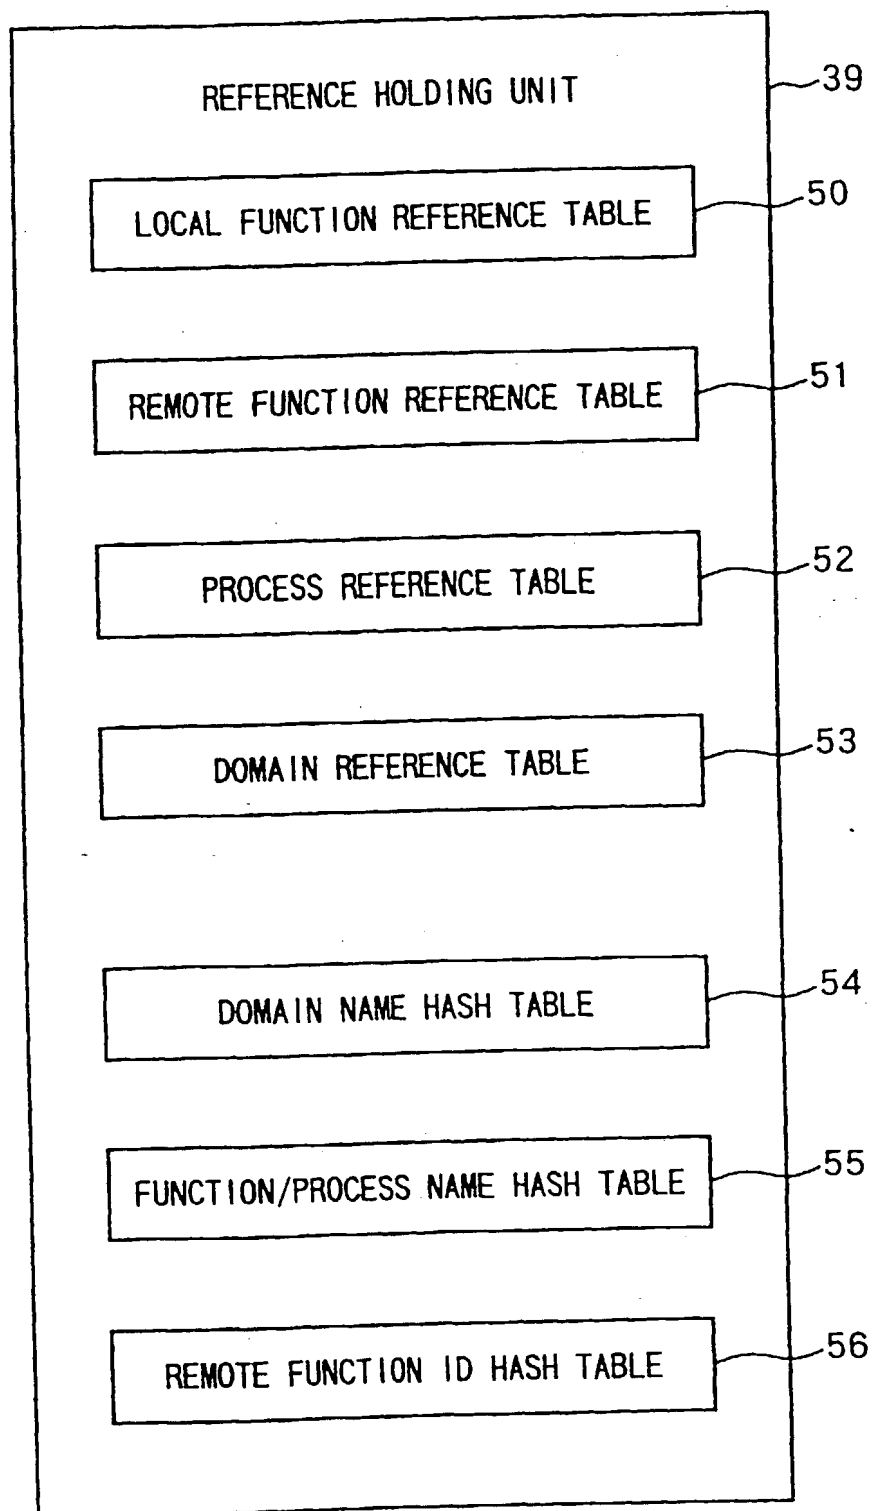 REFERENCE HOLDING UNIT
39
LOCAL FUNCTION REFERENCE TABLE
50
REMOTE FUNCTION REFERENCE TABLE
51
PROCESS REFERENCE TABLE
52
DOMAIN REFERENCE TABLE
53
DOMAIN NAME HASH TABLE
54
FUNCTION/PROCESS NAME HASH TABLE
55
REMOTE FUNCTION ID HASH TABLE
56